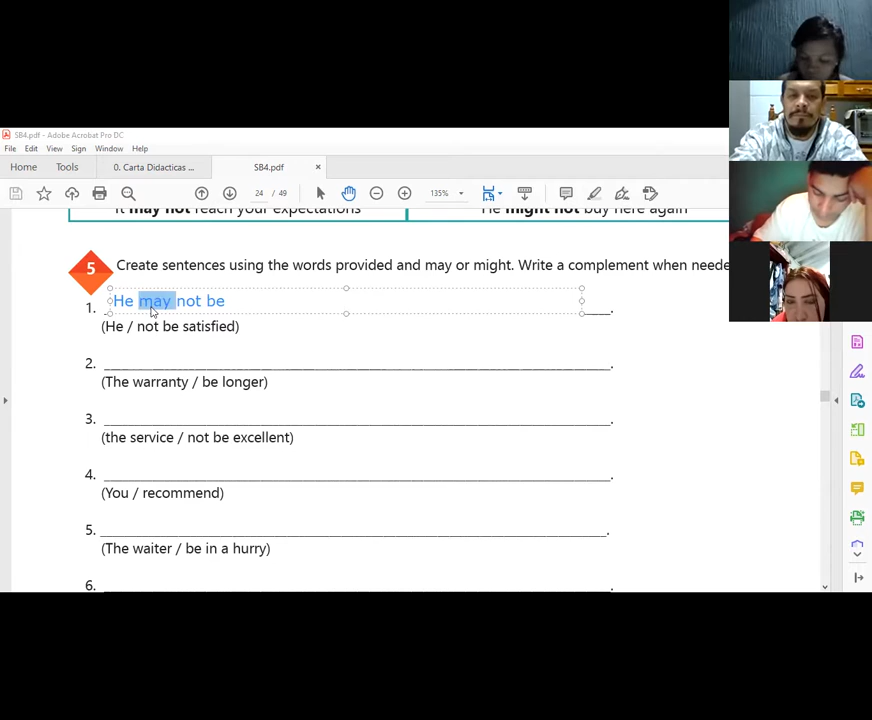 SB4.pdf - Adobe Acrobat Pro DC
File Edit View Sign Window Help
Home Tools 0. Carta Didacticas ... SB4.pdf ×
24 / 49 135%
It may not reach your expectations He might not buy here again
5 Create sentences using the words provided and may or might. Write a complement when neede
1. He may not be .
(He / not be satisfied)
2. .
(The warranty / be longer)
3. .
(the service / not be excellent)
4. .
(You / recommend)
5. .
(The waiter / be in a hurry)
6. .